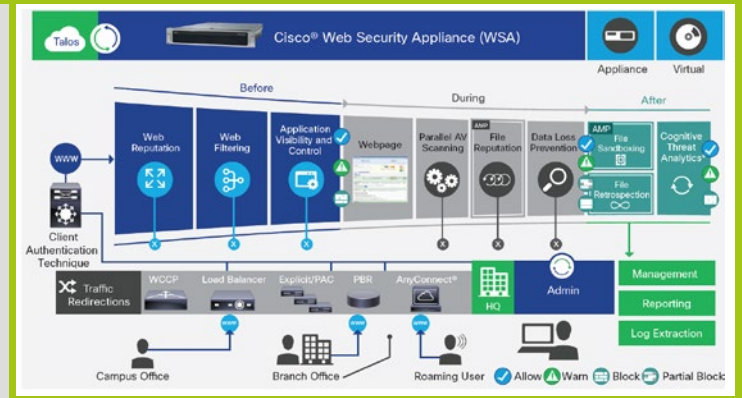 Talos
Cisco® Web Security Appliance (WSA)
Appliance
Virtual
Before
During
After
Web
Reputation
Web
Filtering
Application
Visibility and
Control
Webpage
Parallel AV
Scanning
AMP
File
Reputation
Data Loss
Prevention
AMP
File
Sandboxing
File
Retrospection
Cognitive
Threat
Analytics*
www
Client
Authentication
Technique
X
X
X
X
X
X
Traffic
Redirections
WCCP
Load Balancer
Explicit/PAC
PBR
AnyConnect®
HQ
Admin
Management
Reporting
Log Extraction
www
www
www
Campus Office
Branch Office
Roaming User
Allow
Warn
Block
Partial Block